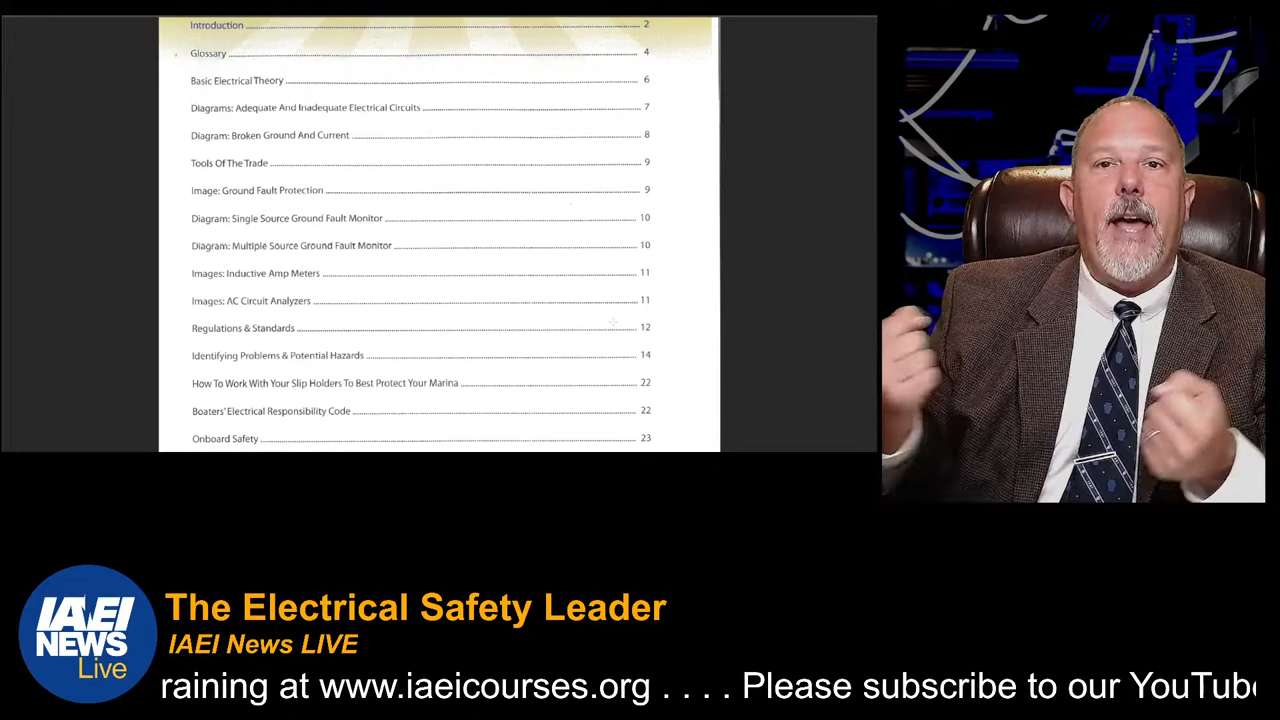 Introduction 2
Glossary 4
Basic Electrical Theory 6
Diagrams: Adequate And Inadequate Electrical Circuits 7
Diagram: Broken Ground And Current 8
Tools Of The Trade 9
Image: Ground Fault Protection 9
Diagram: Single Source Ground Fault Monitor 10
Diagram: Multiple Source Ground Fault Monitor 10
Images: Inductive Amp Meters 11
Images: AC Circuit Analyzers 11
Regulations & Standards 12
Identifying Problems & Potential Hazards 14
How To Work With Your Slip Holders To Best Protect Your Marina 22
Boaters' Electrical Responsibility Code 22
Onboard Safety 23
IAEI
NEWS
Live
The Electrical Safety Leader
IAEI News LIVE
raining at www.iaeicourses.org . . . . Please subscribe to our YouTube